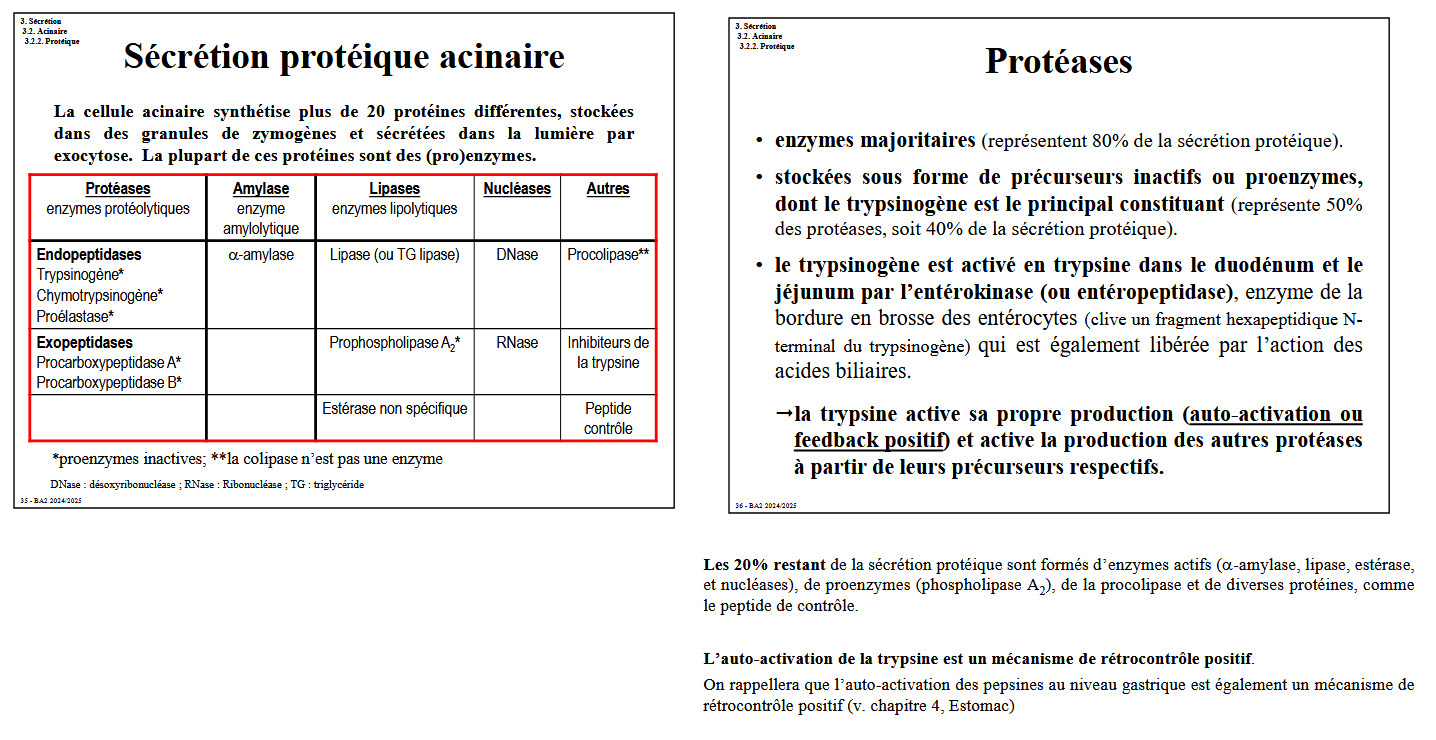 3. Sécrétion
3.2. Acinaire
3.2.2. Protéique
Sécrétion protéique acinaire
La cellule acinaire synthétise plus de 20 protéines différentes, stockées
dans des granules de zymogènes et sécrétées dans la lumière par
exocytose. La plupart de ces protéines sont des (pro)enzymes.
Protéases
enzymes protéolytiques
Amylase
enzyme
amylolytique
Lipases
enzymes lipolytiques
Nucléases
Autres
Endopeptidases
Trypsinogène*
Chymotrypsinogène*
Proélastase*
α-amylase
Lipase (ou TG lipase)
DNase
Procolipase**
Exopeptidases
Procarboxypeptidase A*
Procarboxypeptidase B*
Prophospholipase A2*
RNase
Inhibiteurs de
la trypsine
Estérase non spécifique
Peptide
contrôle
*proenzymes inactives; **la colipase n’est pas une enzyme
DNase : désoxyribonucléase ; RNase : Ribonucléase ; TG : triglycéride
35 - BA2 2024/2025
3. Sécrétion
3.2. Acinaire
3.2.2. Protéique
Protéases
• enzymes majoritaires (représentent 80% de la sécrétion protéique).
• stockées sous forme de précurseurs inactifs ou proenzymes,
dont le trypsinogène est le principal constituant (représente 50%
des protéases, soit 40% de la sécrétion protéique).
• le trypsinogène est activé en trypsine dans le duodénum et le
jéjunum par l’entérokinase (ou entéropeptidase), enzyme de la
bordure en brosse des entérocytes (clive un fragment hexapeptidique N-
terminal du trypsinogène) qui est également libérée par l’action des
acides biliaires.
→la trypsine active sa propre production (auto-activation ou
feedback positif) et active la production des autres protéases
à partir de leurs précurseurs respectifs.
36 - BA2 2024/2025
Les 20% restant de la sécrétion protéique sont formés d’enzymes actifs (α-amylase, lipase, estérase,
et nucléases), de proenzymes (phospholipase A2), de la procolipase et de diverses protéines, comme
le peptide de contrôle.
L’auto-activation de la trypsine est un mécanisme de rétrocontrôle positif.
On rappellera que l’auto-activation des pepsines au niveau gastrique est également un mécanisme de
rétrocontrôle positif (v. chapitre 4, Estomac)